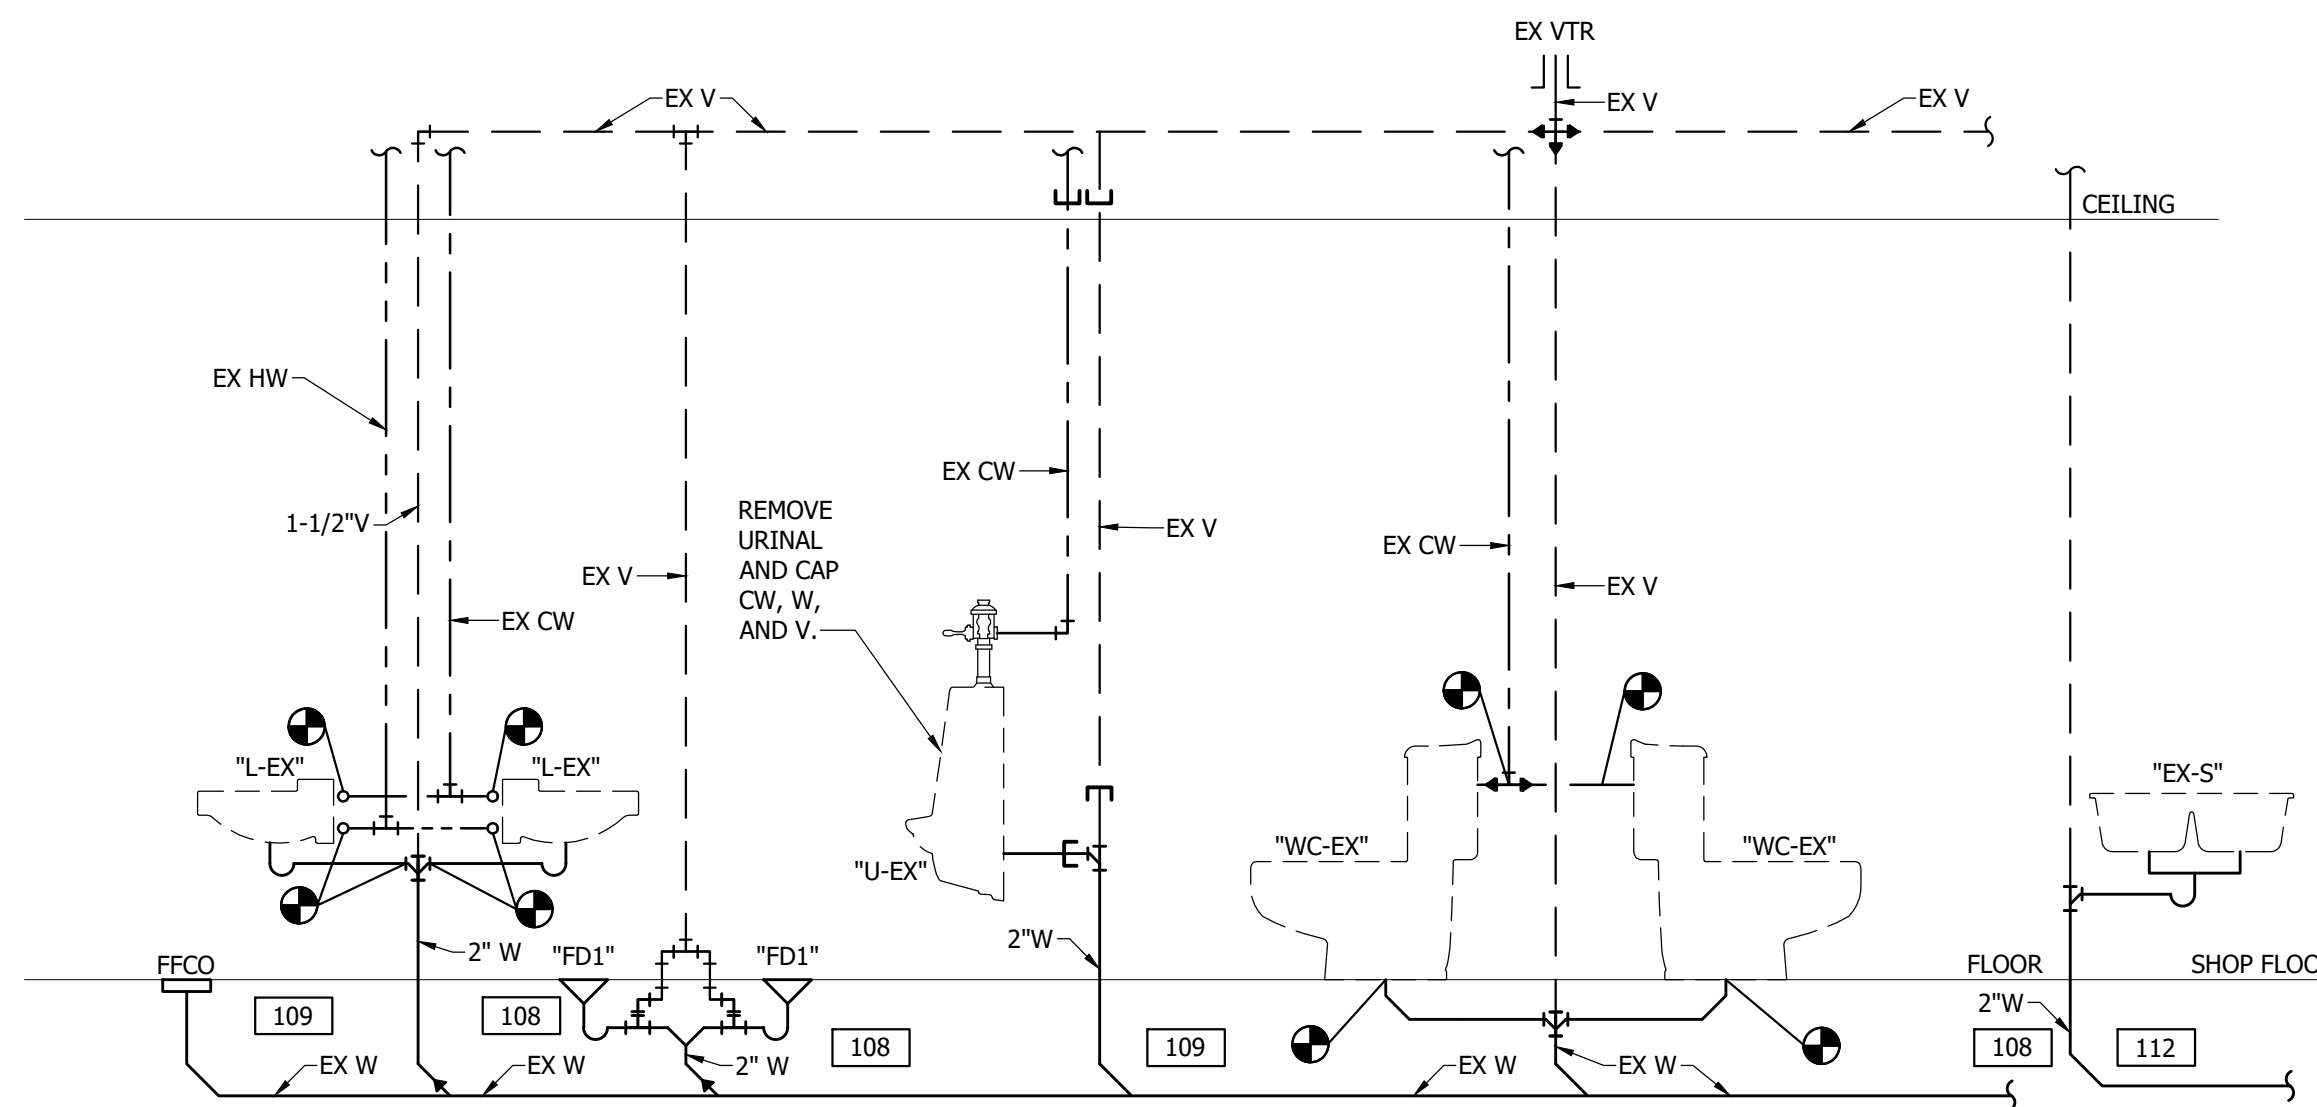 EX VTR
EX V
EX V
EX V
CEILING
EX HW
EX CW
1-1/2"V
REMOVE
URINAL
AND CAP
CW, W,
AND V.
EX V
EX CW
EX V
EX V
EX CW
"L-EX"
"L-EX"
"EX-S"
"U-EX"
"WC-EX"
"WC-EX"
2" W
"FD1"
"FD1"
2"W
FFCO
FLOOR
SHOP FLOO
2"W
109
108
108
109
108
112
EX W
EX W
2" W
EX W
EX W